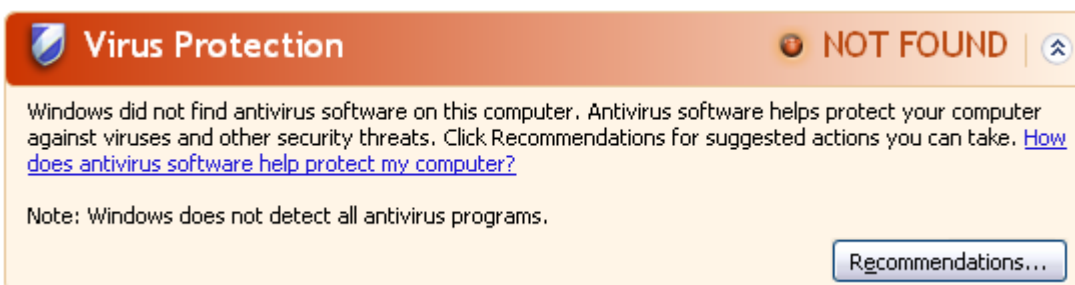 Virus Protection NOT FOUND
Windows did not find antivirus software on this computer. Antivirus software helps protect your computer
against viruses and other security threats. Click Recommendations for suggested actions you can take. How
does antivirus software help protect my computer?
Note: Windows does not detect all antivirus programs.
Recommendations...